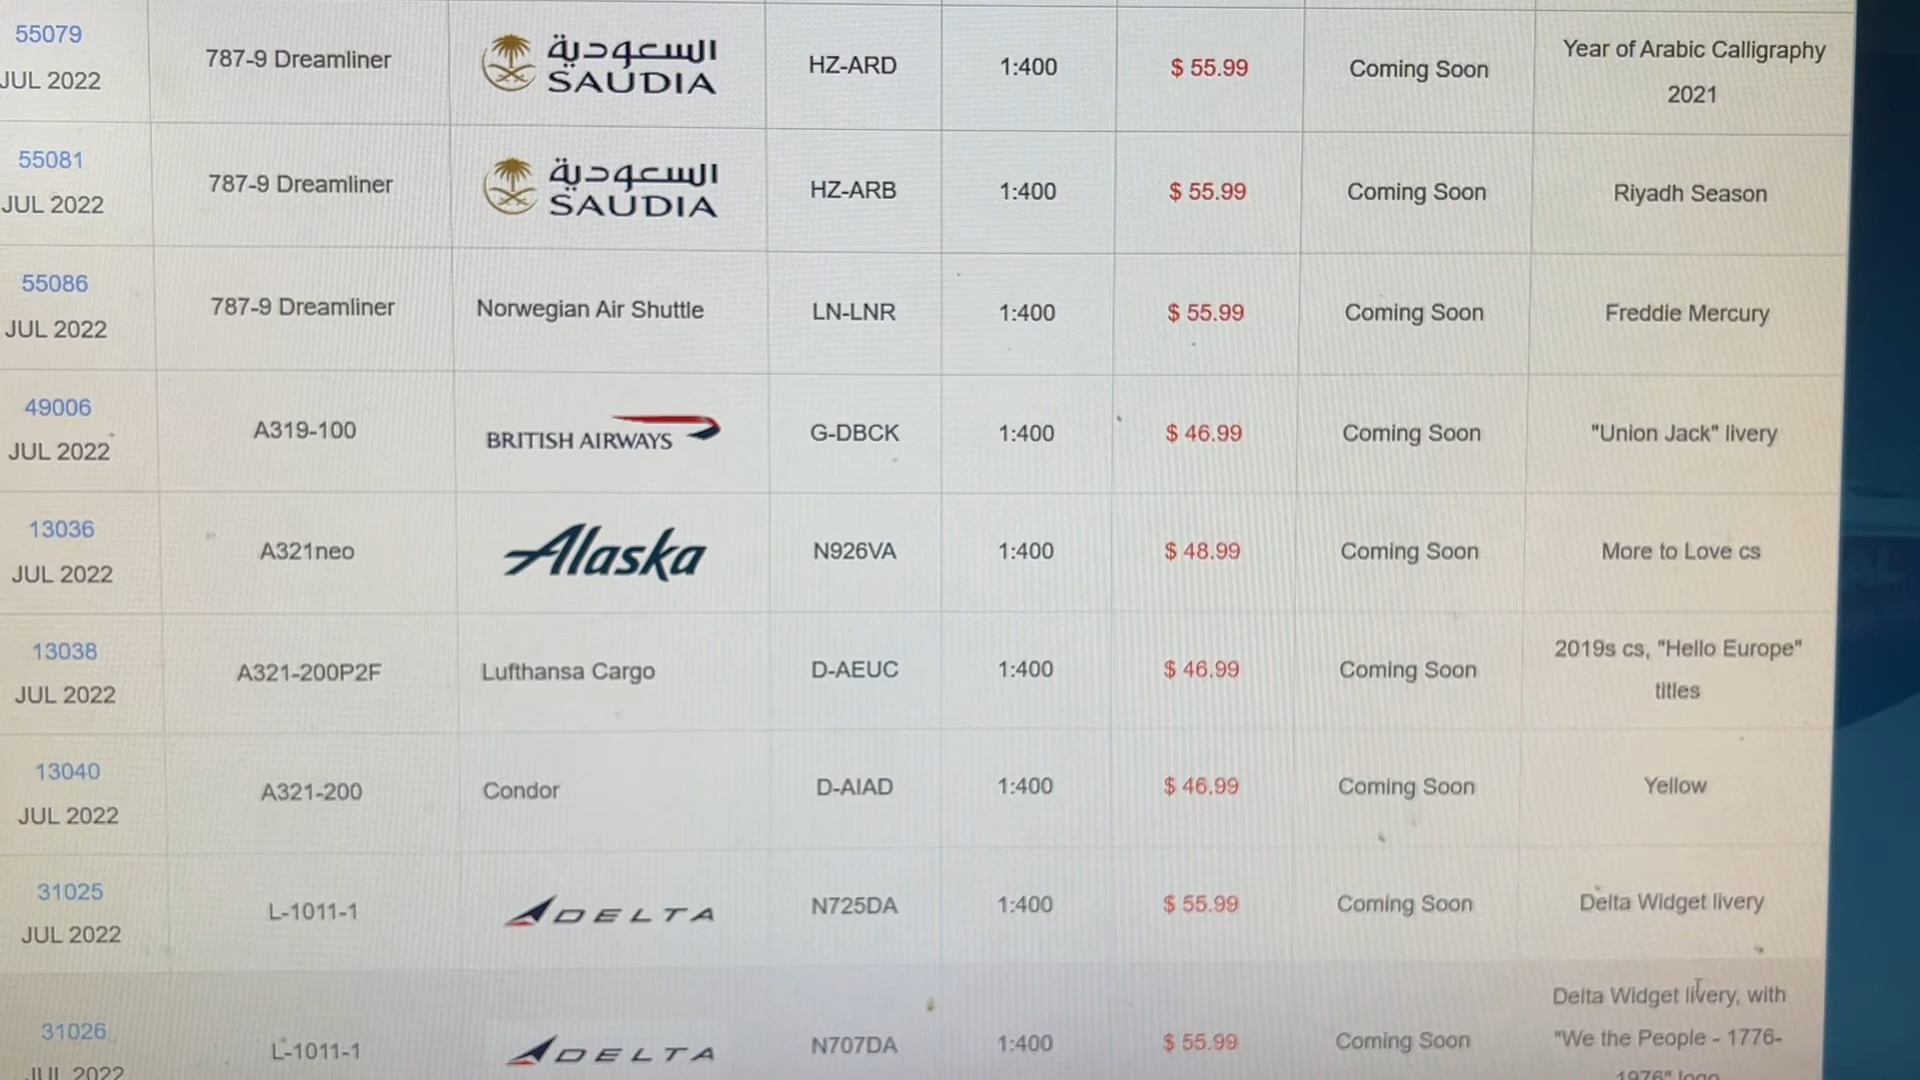 55079
JUL 2022
787-9 Dreamliner
السعودية
SAUDIA
HZ-ARD
1:400
$ 55.99
Coming Soon
Year of Arabic Calligraphy
2021
55081
JUL 2022
787-9 Dreamliner
السعودية
SAUDIA
HZ-ARB
1:400
$ 55.99
Coming Soon
Riyadh Season
55086
JUL 2022
787-9 Dreamliner
Norwegian Air Shuttle
LN-LNR
1:400
$ 55.99
Coming Soon
Freddie Mercury
49006
JUL 2022
A319-100
BRITISH AIRWAYS
G-DBCK
1:400
$ 46.99
Coming Soon
"Union Jack" livery
13036
JUL 2022
A321neo
Alaska
N926VA
1:400
$ 48.99
Coming Soon
More to Love cs
13038
JUL 2022
A321-200P2F
Lufthansa Cargo
D-AEUC
1:400
$ 46.99
Coming Soon
2019s cs, "Hello Europe"
titles
13040
JUL 2022
A321-200
Condor
D-AIAD
1:400
$ 46.99
Coming Soon
Yellow
31025
JUL 2022
L-1011-1
DELTA
N725DA
1:400
$ 55.99
Coming Soon
Delta Widget livery
31026
JUL 2022
L-1011-1
DELTA
N707DA
1:400
$ 55.99
Coming Soon
Delta Widget livery, with
"We the People - 1776-
1976" logo